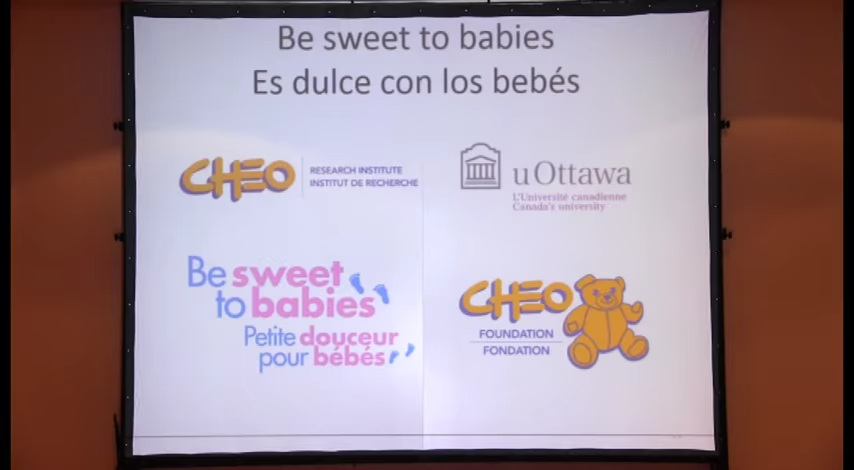 Be sweet to babies
Es dulce con los bebés
CHEO
RESEARCH INSTITUTE
INSTITUT DE RECHERCHE
uOttawa
L'Université canadienne
Canada's university
Be sweet
to babies
Petite douceur
pour bébés
CHEO
FOUNDATION
FONDATION